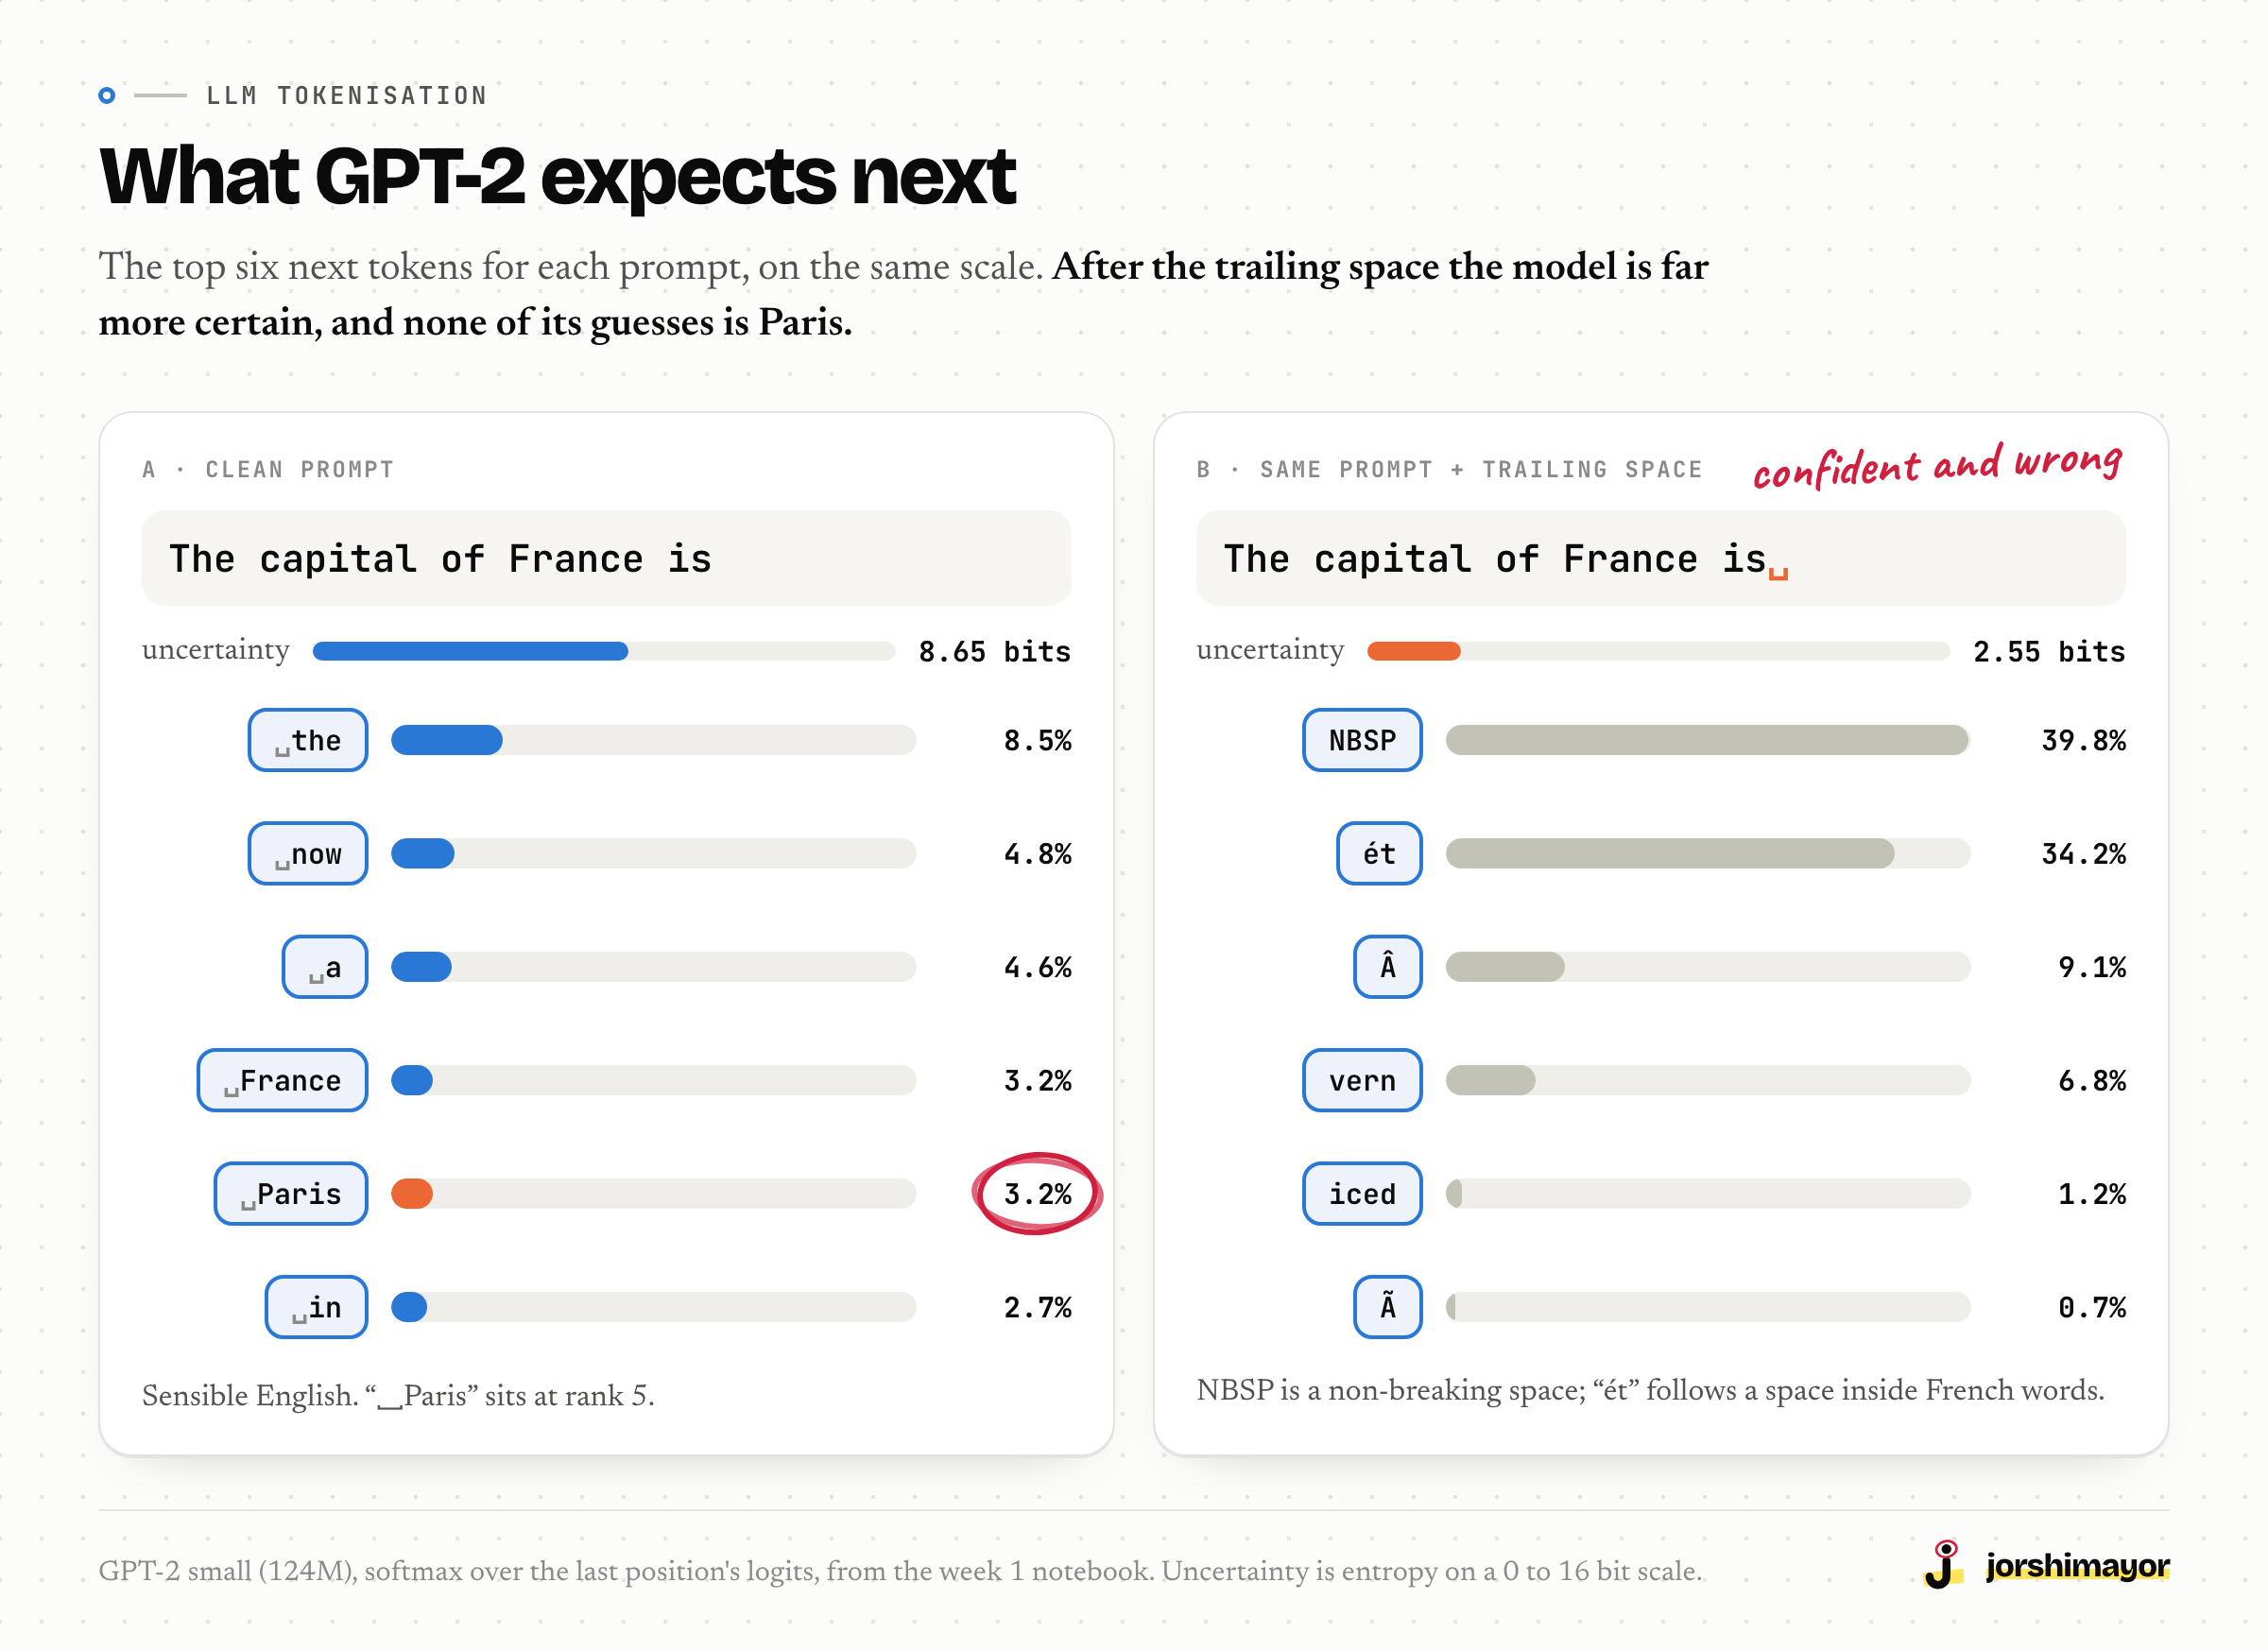 LLM TOKENISATION
What GPT-2 expects next
The top six next tokens for each prompt, on the same scale. After the trailing space the model is far
more certain, and none of its guesses is Paris.
A · CLEAN PROMPT
The capital of France is
uncertainty 8.65 bits
␣the 8.5%
␣now 4.8%
␣a 4.6%
␣France 3.2%
␣Paris 3.2%
␣in 2.7%
Sensible English. “␣Paris” sits at rank 5.
B · SAME PROMPT + TRAILING SPACE confident and wrong
The capital of France is␣
uncertainty 2.55 bits
NBSP 39.8%
ét 34.2%
Â 9.1%
vern 6.8%
iced 1.2%
Ã 0.7%
NBSP is a non-breaking space; “ét” follows a space inside French words.
GPT-2 small (124M), softmax over the last position's logits, from the week 1 notebook. Uncertainty is entropy on a 0 to 16 bit scale.
jorshimayor